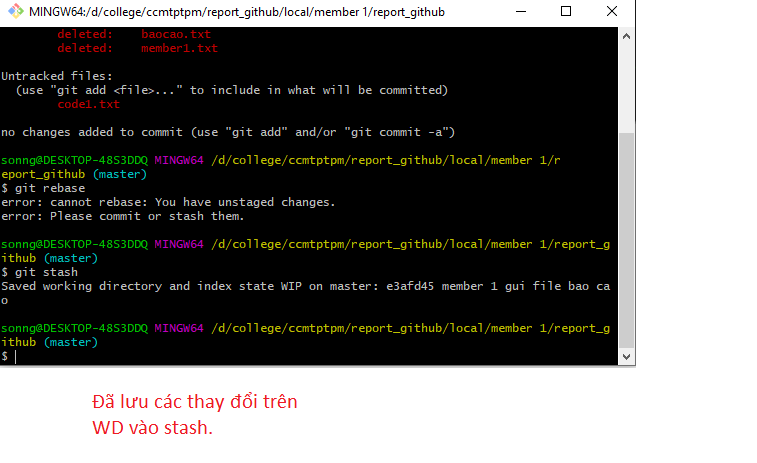 MINGW64:/d/college/ccmtptpm/report_github/local/member 1/report_github
deleted:    baocao.txt
deleted:    member1.txt
Untracked files:
(use "git add <file>..." to include in what will be committed)
code1.txt
no changes added to commit (use "git add" and/or "git commit -a")
sonng@DESKTOP-48S3DDQ MINGW64 /d/college/ccmtptpm/report_github/local/member 1/r
eport_github (master)
$ git rebase
error: cannot rebase: You have unstaged changes.
error: Please commit or stash them.
sonng@DESKTOP-48S3DDQ MINGW64 /d/college/ccmtptpm/report_github/local/member 1/report_g
ithub (master)
$ git stash
Saved working directory and index state WIP on master: e3afd45 member 1 gui file bao ca
o
sonng@DESKTOP-48S3DDQ MINGW64 /d/college/ccmtptpm/report_github/local/member 1/report_g
ithub (master)
$
Đã lưu các thay đổi trên
WD vào stash.